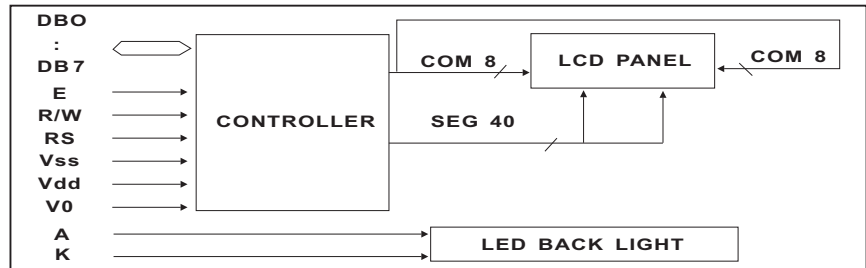 DBO
:
DB7
E
R/W
RS
Vss
Vdd
V0
A
K
CONTROLLER
COM 8
SEG 40
LCD PANEL
COM 8
LED BACK LIGHT